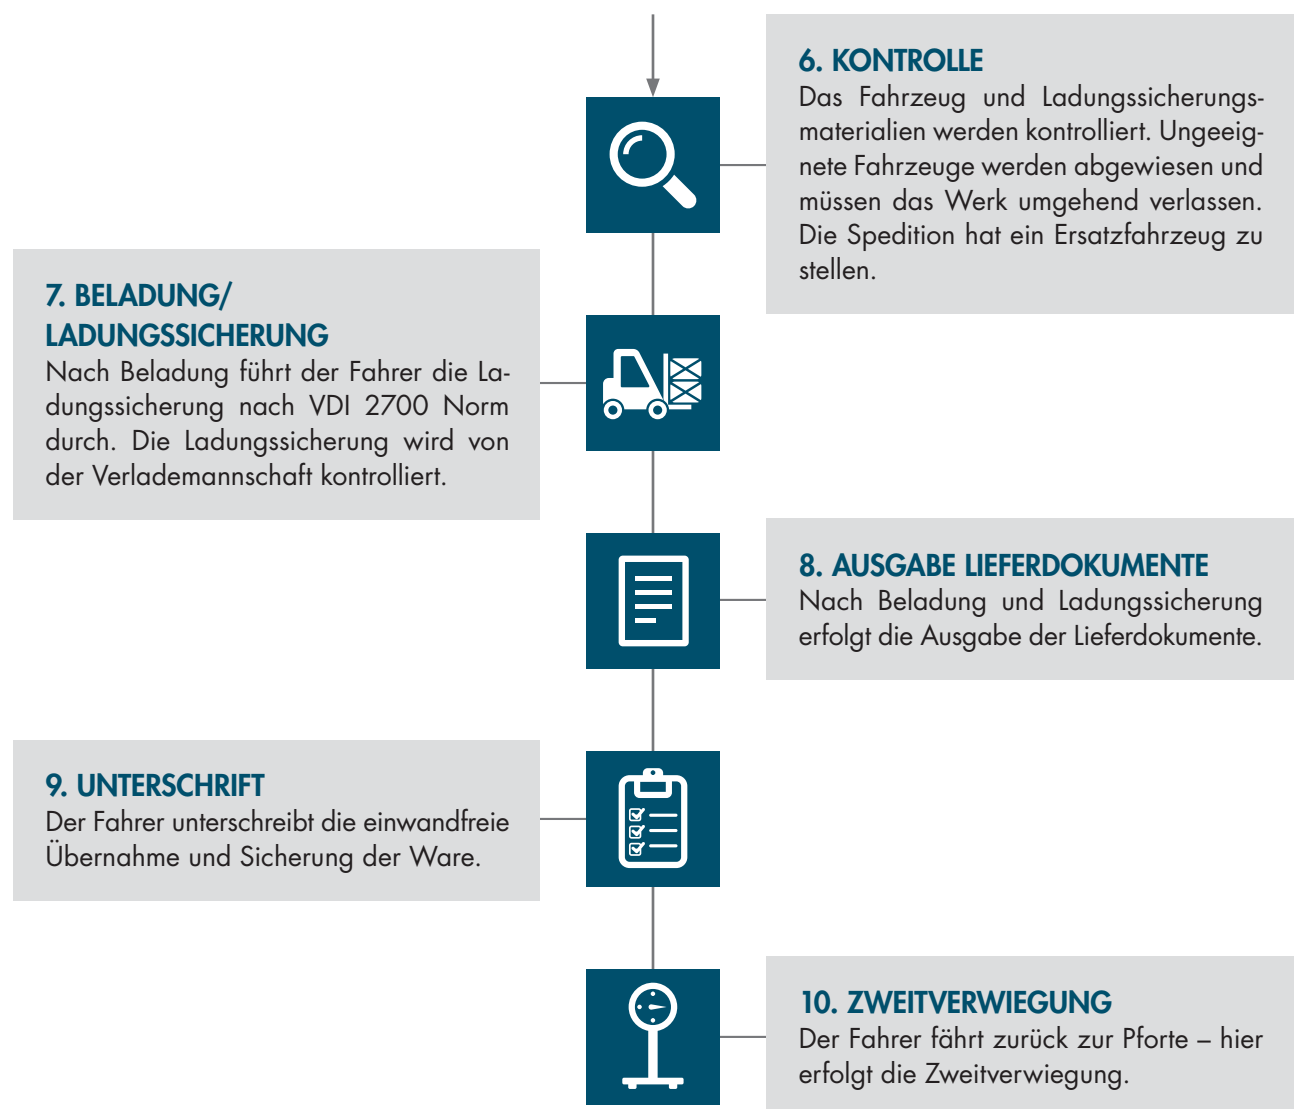 6. KONTROLLE
Das Fahrzeug und Ladungssicherungs-
materialien werden kontrolliert. Ungeeig-
nete Fahrzeuge werden abgewiesen und
müssen das Werk umgehend verlassen.
Die Spedition hat ein Ersatzfahrzeug zu
stellen.
7. BELADUNG/
LADUNGSSICHERUNG
Nach Beladung führt der Fahrer die La-
dungssicherung nach VDI 2700 Norm
durch. Die Ladungssicherung wird von
der Verlademannschaft kontrolliert.
8. AUSGABE LIEFERDOKUMENTE
Nach Beladung und Ladungssicherung
erfolgt die Ausgabe der Lieferdokumente.
9. UNTERSCHRIFT
Der Fahrer unterschreibt die einwandfreie
Übernahme und Sicherung der Ware.
10. ZWEITVERWIEGUNG
Der Fahrer fährt zurück zur Pforte – hier
erfolgt die Zweitverwiegung.